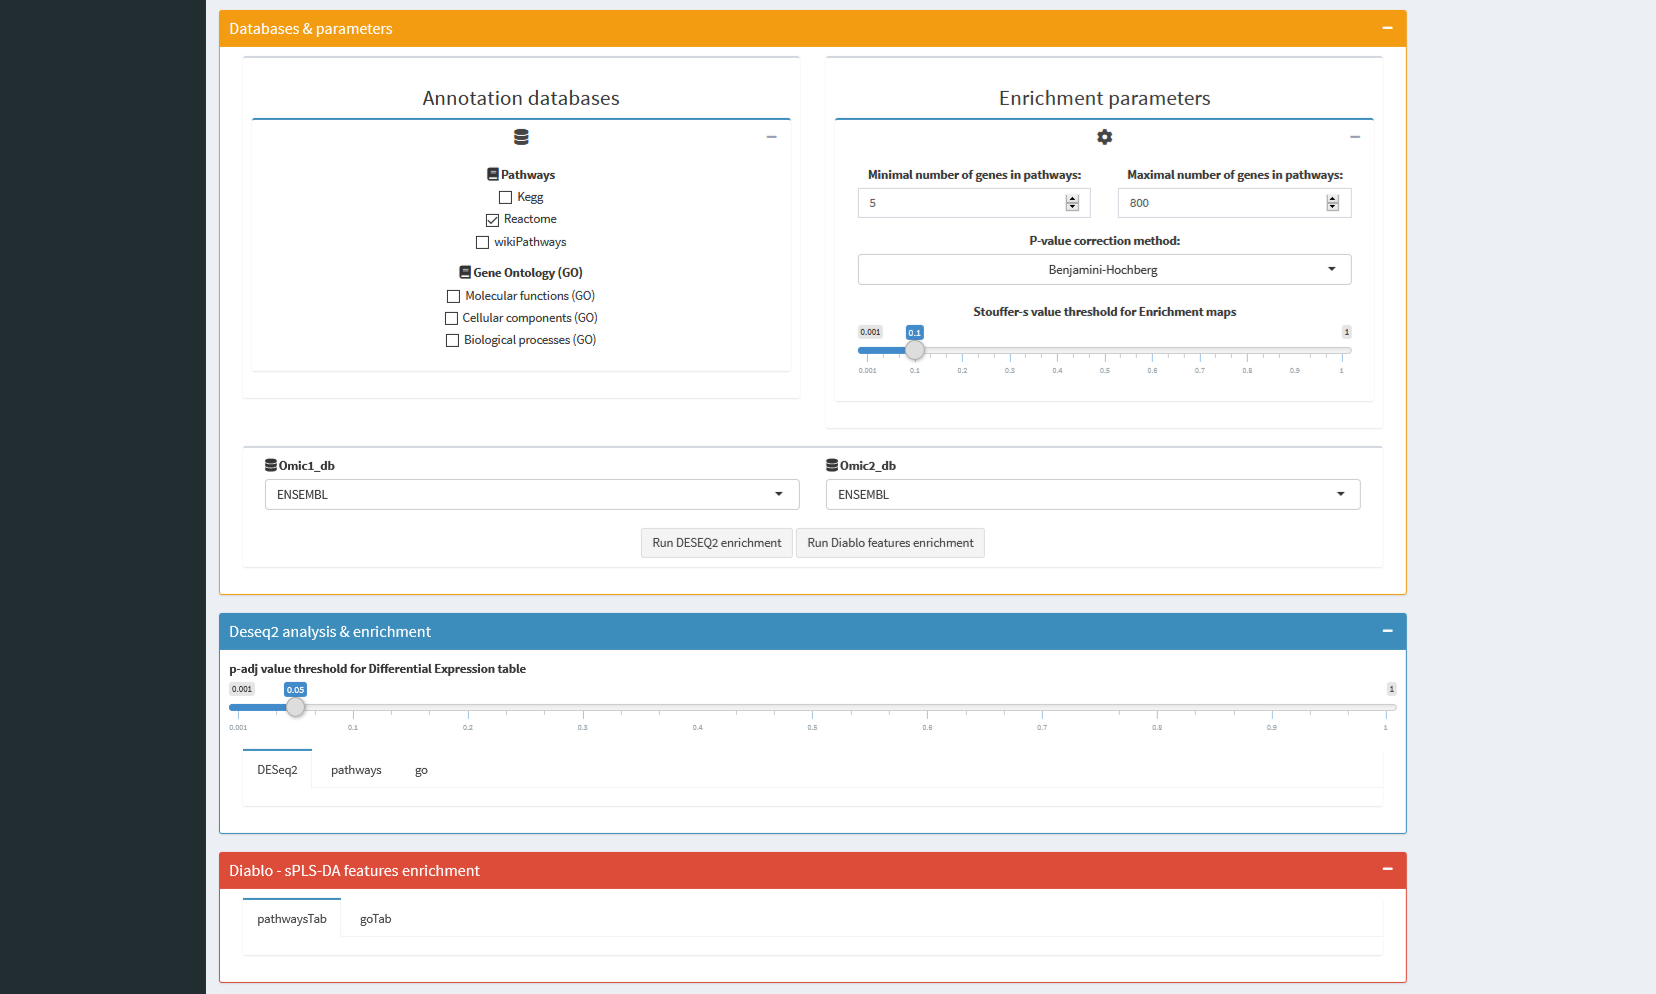 Databases & parameters
Annotation databases
Pathways
Kegg
Reactome
wikiPathways
Gene Ontology (GO)
Molecular functions (GO)
Cellular components (GO)
Biological processes (GO)
Enrichment parameters
Minimal number of genes in pathways:
5
Maximal number of genes in pathways:
800
P-value correction method:
Benjamini-Hochberg
Stouffer-s value threshold for Enrichment maps
0.001 0.1 1
0.001 0.1 0.2 0.3 0.4 0.5 0.6 0.7 0.8 0.9 1
Omic1_db
ENSEMBL
Omic2_db
ENSEMBL
Run DESEQ2 enrichment Run Diablo features enrichment
Deseq2 analysis & enrichment
p-adj value threshold for Differential Expression table
0.001 0.05 1
0.001 0.1 0.2 0.3 0.4 0.5 0.6 0.7 0.8 0.9 1
DESeq2 pathways go
Diablo - sPLS-DA features enrichment
pathwaysTab goTab